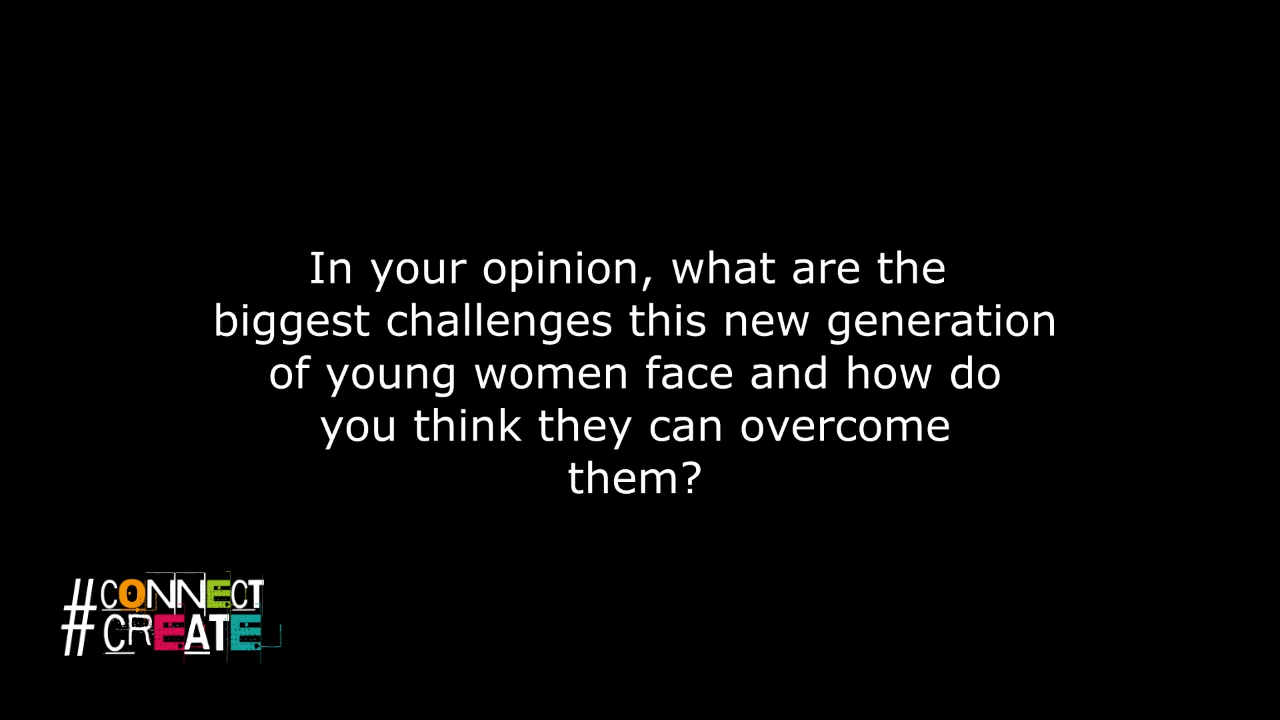 In your opinion, what are the
biggest challenges this new generation
of young women face and how do
you think they can overcome
them?
#CONNECT
#CREATE